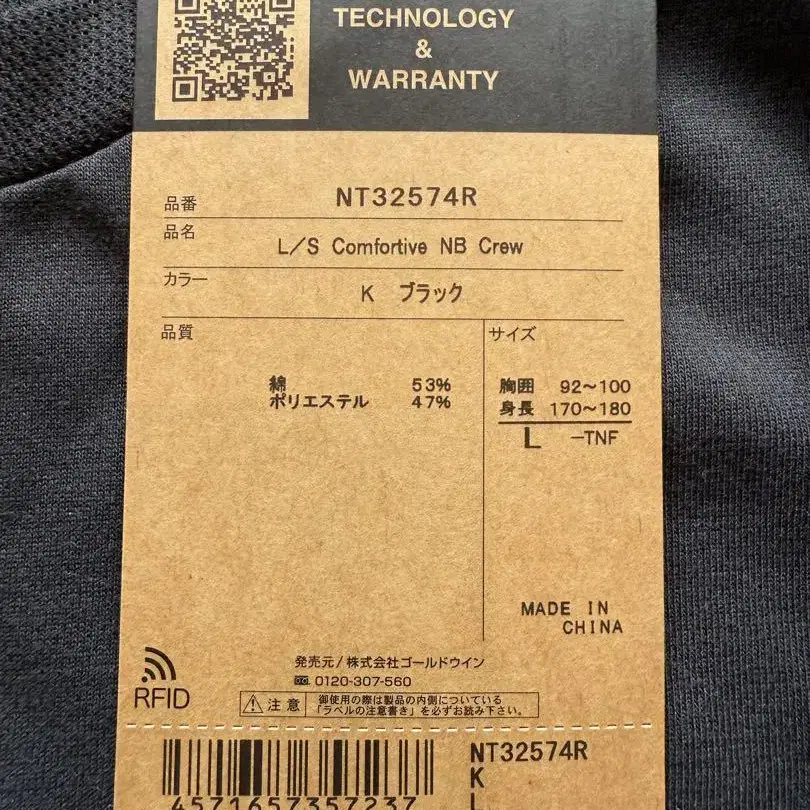 TECHNOLOGY
&
WARRANTY
品番 NT32574R
品名
L/S Comfortive NB Crew
カラー
K ブラック
品質
サイズ
綿 53%
ポリエステル 47%
胸囲 92～100
身長 170～180
L -TNF
MADE IN
CHINA
RFID
発売元/株式会社ゴールドウイン
0120-307-560
注意
御使用の際は製品の内側についている
「ラベルの注意書き」を必ずお読み下さい。
NT32574R
K
L
4571657357237